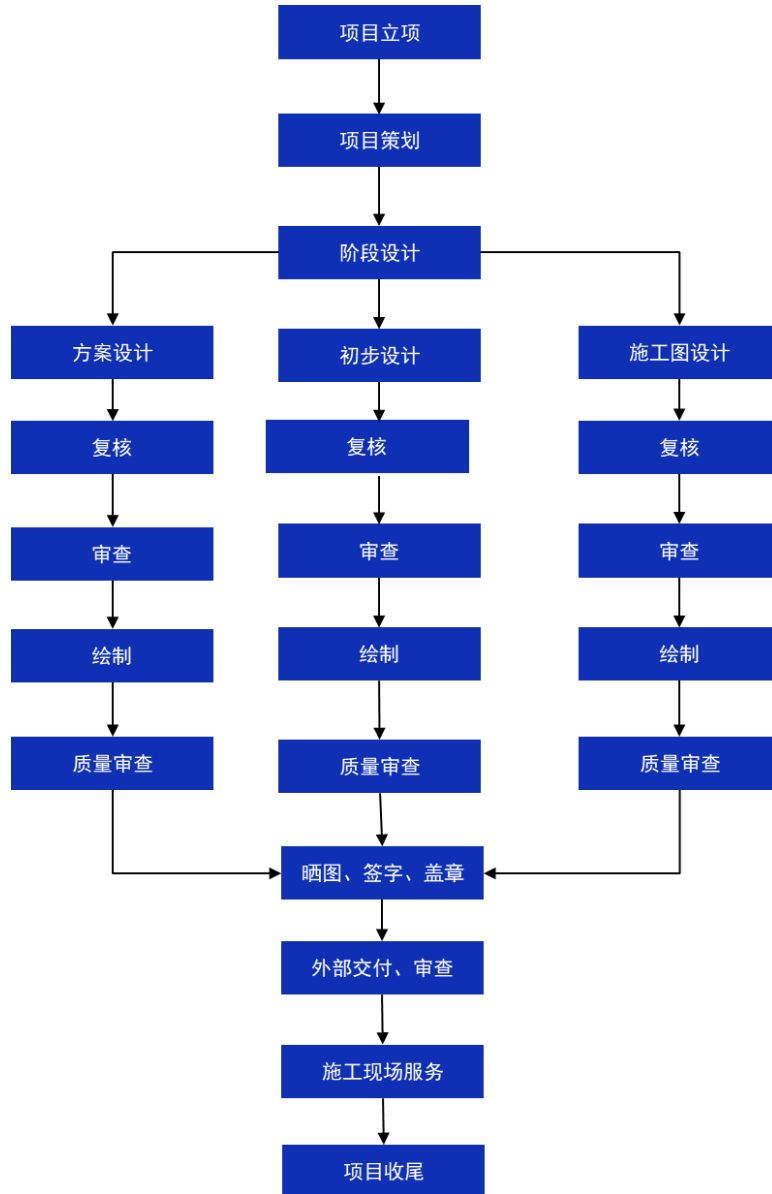 项目立项
项目策划
阶段设计
方案设计
初步设计
施工图设计
复核
复核
复核
审查
审查
审查
绘制
绘制
绘制
质量审查
质量审查
质量审查
晒图、签字、盖章
外部交付、审查
施工现场服务
项目收尾